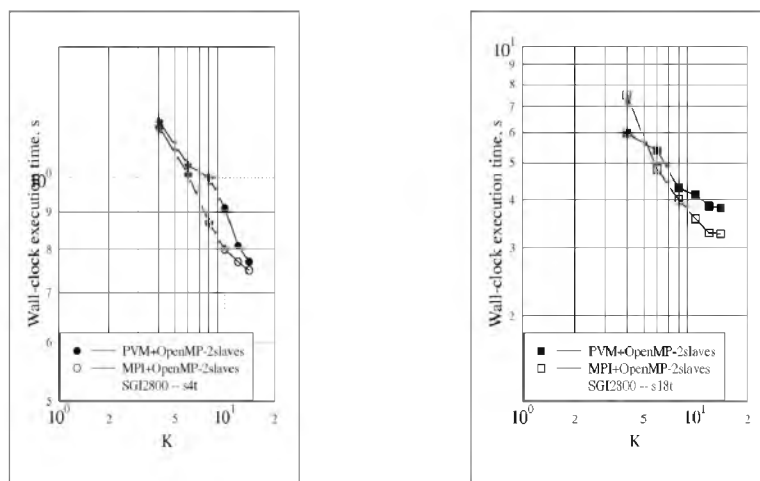 Wall-clock execution time, s
10⁰
9
8
7
6
5
PVM+OpenMP-2slaves
MPI+OpenMP-2slaves
SGI2800 -- s4t
10⁰ 2 5 10¹ 2
K
Wall-clock execution time, s
10¹
9
8
7
6
5
4
3
2
PVM+OpenMP-2slaves
MPI+OpenMP-2slaves
SGI2800 -- s18t
10⁰ 2 5 10¹ 2
K